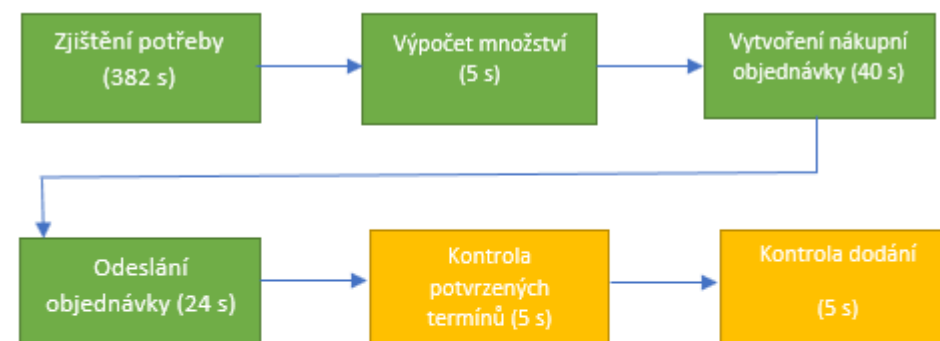 Zjištění potřeby
(382 s)
Výpočet množství
(5 s)
Vytvoření nákupní
objednávky (40 s)
Odeslání
objednávky (24 s)
Kontrola
potvrzených
termínů (5 s)
Kontrola dodání
(5 s)